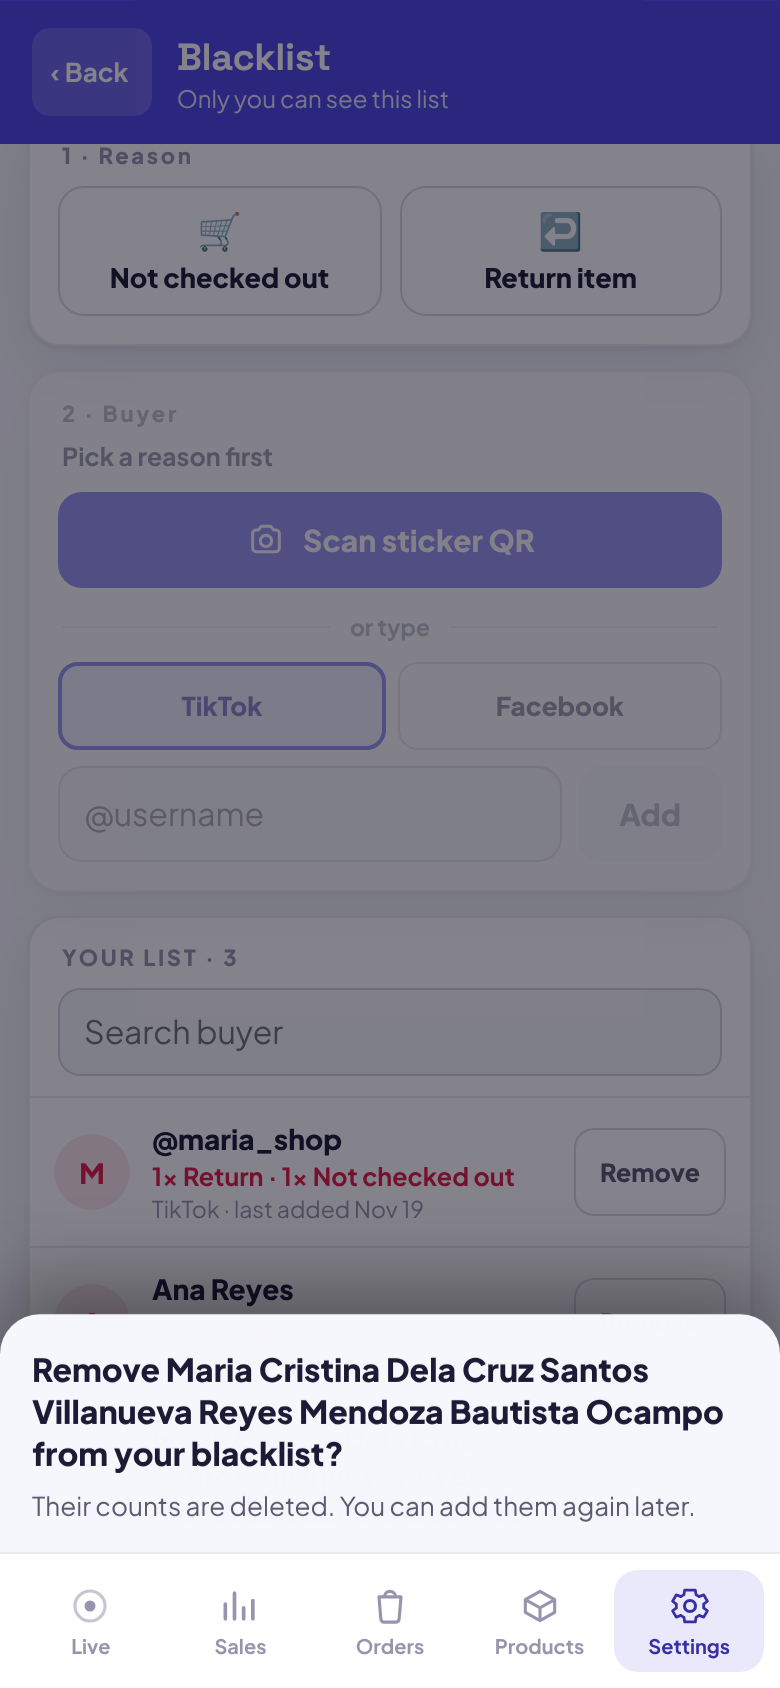 ‹ Back
Blacklist
Only you can see this list
1 · Reason
Not checked out
Return item
2 · Buyer
Pick a reason first
Scan sticker QR
or type
TikTok
Facebook
@username
Add
YOUR LIST · 3
Search buyer
M
@maria_shop
1× Return · 1× Not checked out
TikTok · last added Nov 19
Remove
Ana Reyes
Remove Maria Cristina Dela Cruz Santos
Villanueva Reyes Mendoza Bautista Ocampo
from your blacklist?
Their counts are deleted. You can add them again later.
Live
Sales
Orders
Products
Settings